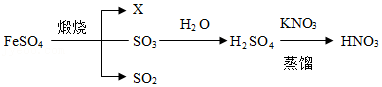 X
FeSO₄ 煅烧 SO₃ H₂O H₂SO₄ KNO₃ 蒸馏 HNO₃
SO₂